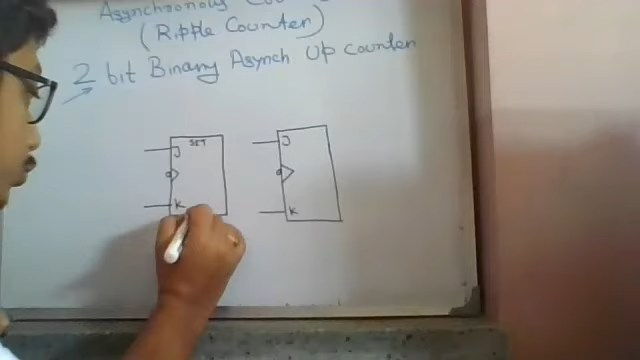 Asynchronous
(Ripple Counter)
2 bit Binary Asynch Up counter
SET
J J
K K